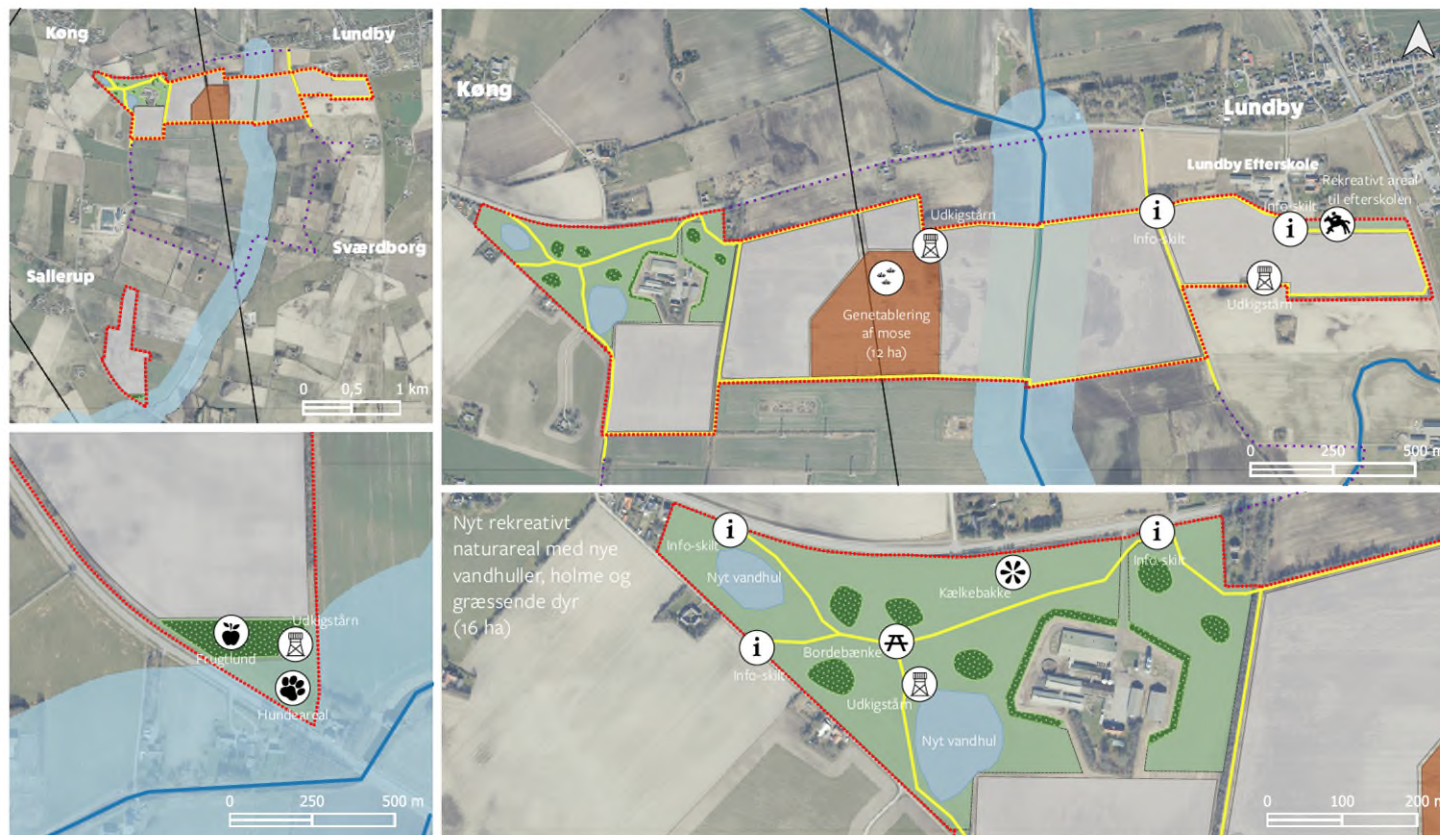 Køng
Lundby
Sværdborg
Sallerup
0
0,5
1 km
Køng
Lundby
Lundby Efterskole
Rekreativt areal
til efterskolen
Info-skilt
i
i
Udkigstårn
Info-skilt
Udkigstårn
Genetablering
af mose
(12 ha)
0
250
500 m
Udkigstårn
Frugtlund
Hundeareal
0
250
500 m
Nyt rekreativt
naturareal med nye
vandhuller, holme og
græssende dyr
(16 ha)
i
Info-skilt
i
Info-skilt
Nyt vandhul
Kælkebakke
i
Info-skilt
Bordebænke
Udkigstårn
Nyt vandhul
0
100
200 m